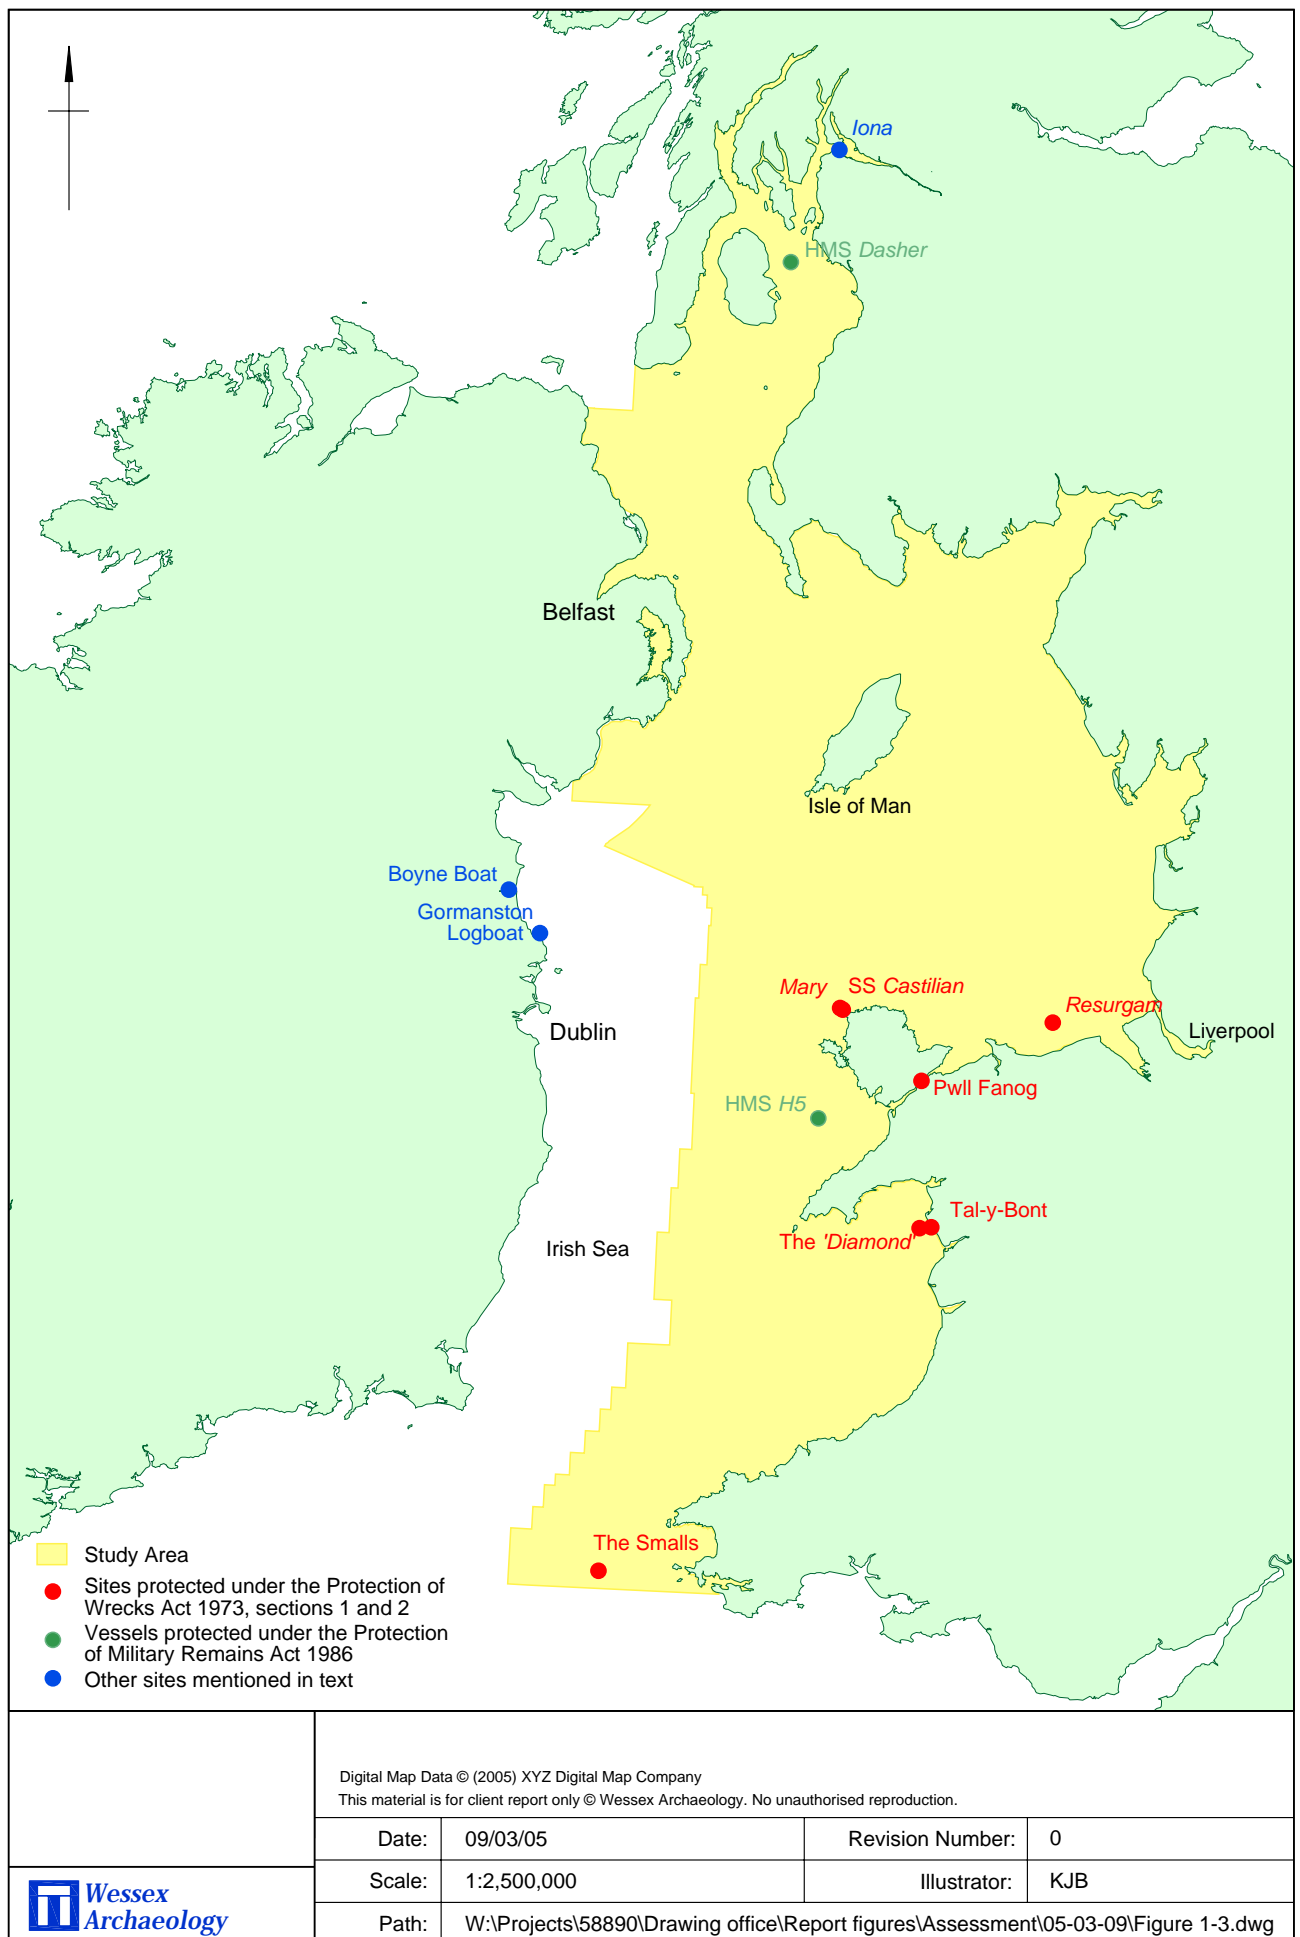 Iona
HMS Dasher
Belfast
Isle of Man
Boyne Boat
Gormanston
Logboat
Mary
SS Castilian
Resurgam
Dublin
Liverpool
Pwll Fanog
HMS H5
Tal-y-Bont
The 'Diamond'
Irish Sea
The Smalls
Study Area
Sites protected under the Protection of
Wrecks Act 1973, sections 1 and 2
Vessels protected under the Protection
of Military Remains Act 1986
Other sites mentioned in text
Digital Map Data © (2005) XYZ Digital Map Company
This material is for client report only © Wessex Archaeology. No unauthorised reproduction.
Date: 09/03/05 Revision Number: 0
Scale: 1:2,500,000 Illustrator: KJB
Path: W:\Projects\58890\Drawing office\Report figures\Assessment\05-03-09\Figure 1-3.dwg
Wessex
Archaeology